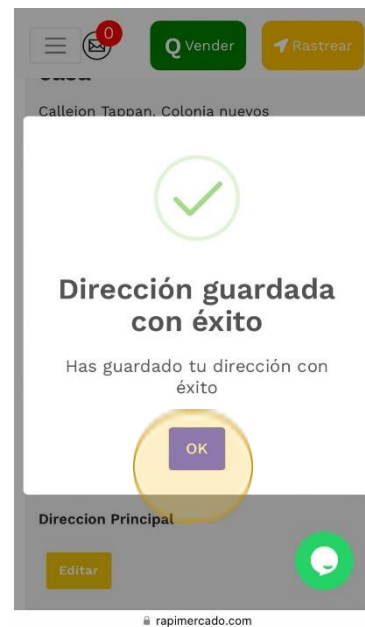 0
Q Vender
Rastrear
Casa
Callejon Tappan, Colonia nuevos
Dirección guardada
con éxito
Has guardado tu dirección con
éxito
OK
Direccion Principal
Editar
rapimercado.com